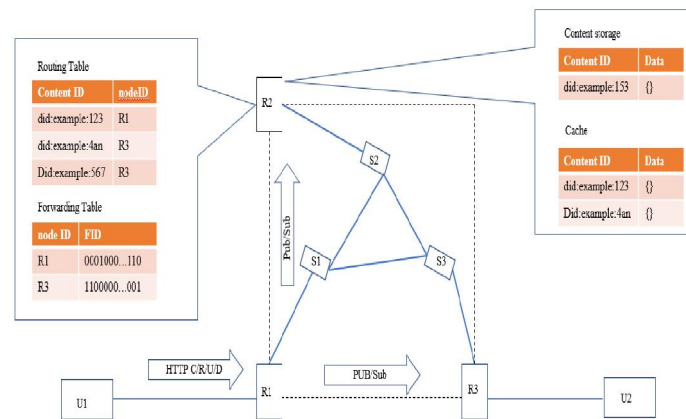 Routing Table
Content ID nodeID
did:example:123 R1
did:example:4an R3
Did:example:567 R3
Forwarding Table
node ID FID
R1 0001000...110
R3 1100000...001
Content storage
Content ID Data
did:example:153 {}
Cache
Content ID Data
did:example:123 {}
Did:example:4an {}
R2
S2
Pub/Sub
S1
S3
HTTP C/R/U/D
PUB/Sub
U1
R1
R3
U2